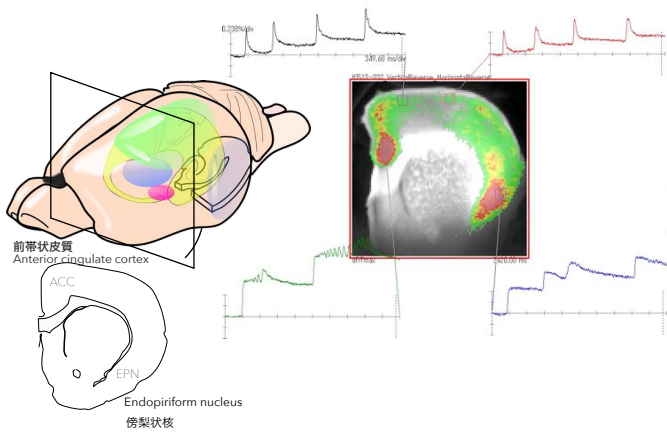 0.238%/div
349.60 ms/div
前帯状皮質
Anterior cingulate cortex
ACC
EPN
Endopiriform nucleus
傍梨状核